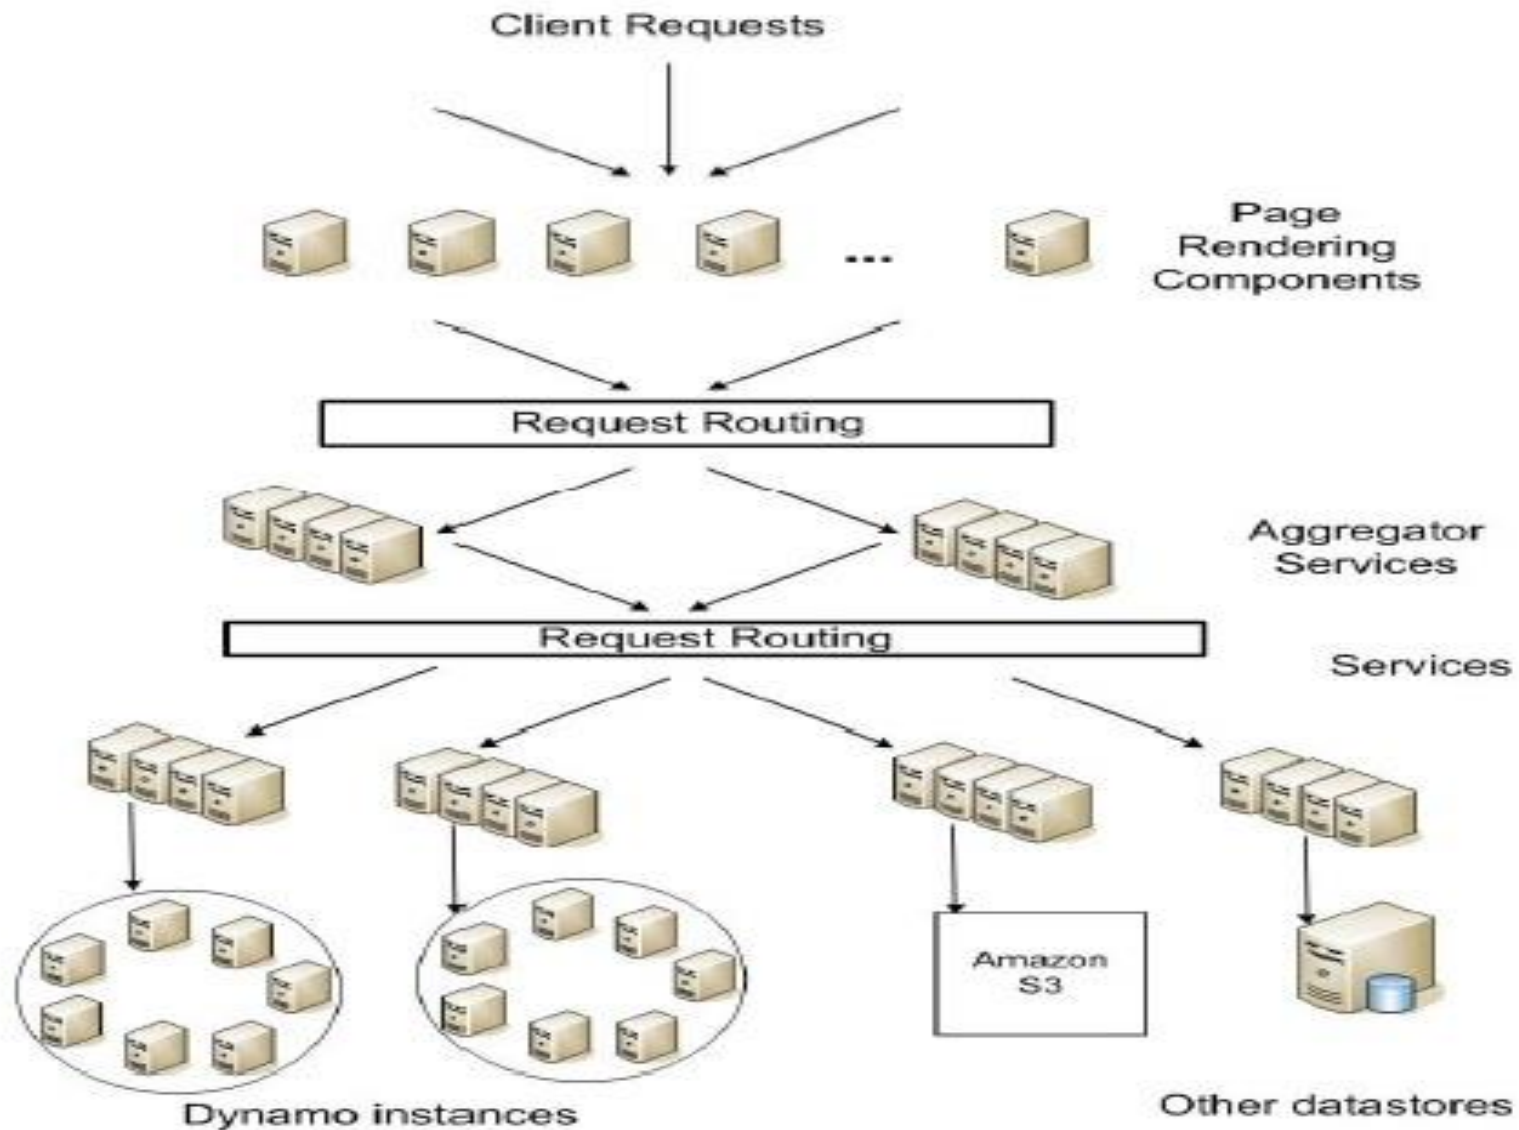 Client Requests
Page
Rendering
Components
...
Request Routing
Aggregator
Services
Request Routing
Services
Amazon
S3
Dynamo instances
Other datastores